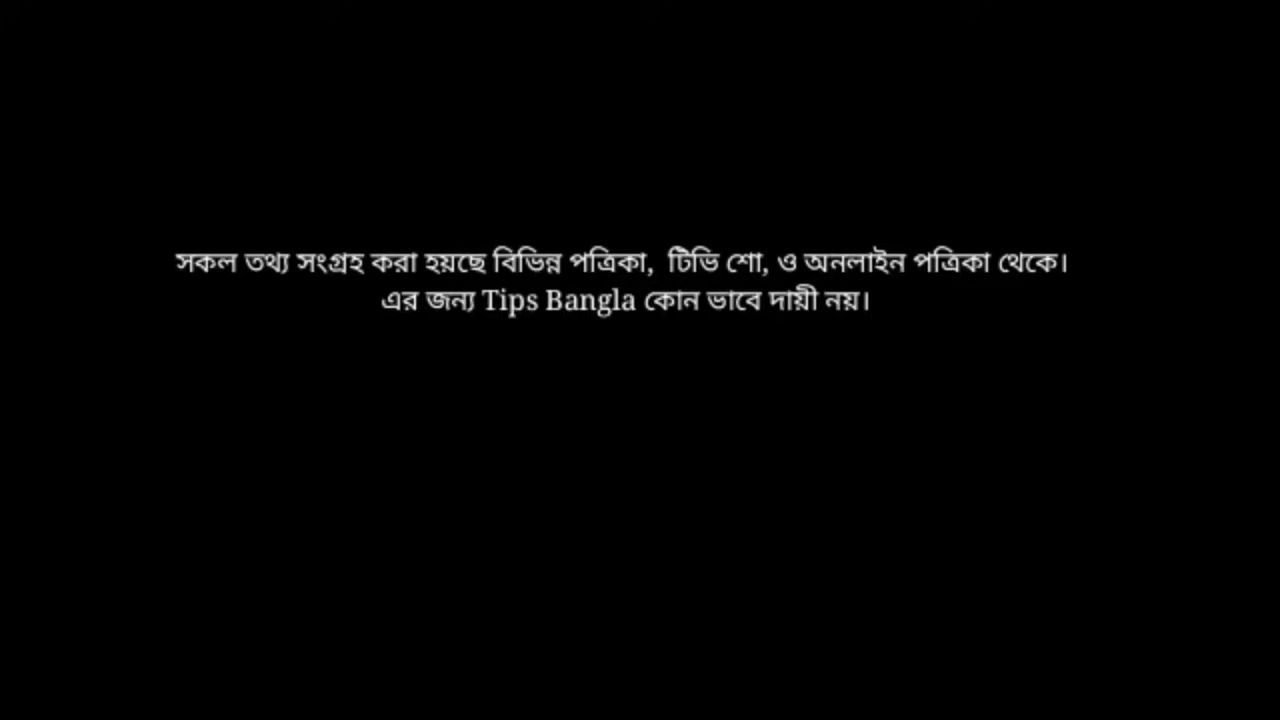 সকল তথ্য সংগ্রহ করা হয়ছে বিভিন্ন পত্রিকা, টিভি শো, ও অনলাইন পত্রিকা থেকে।
এর জন্য Tips Bangla কোন ভাবে দায়ী নয়।